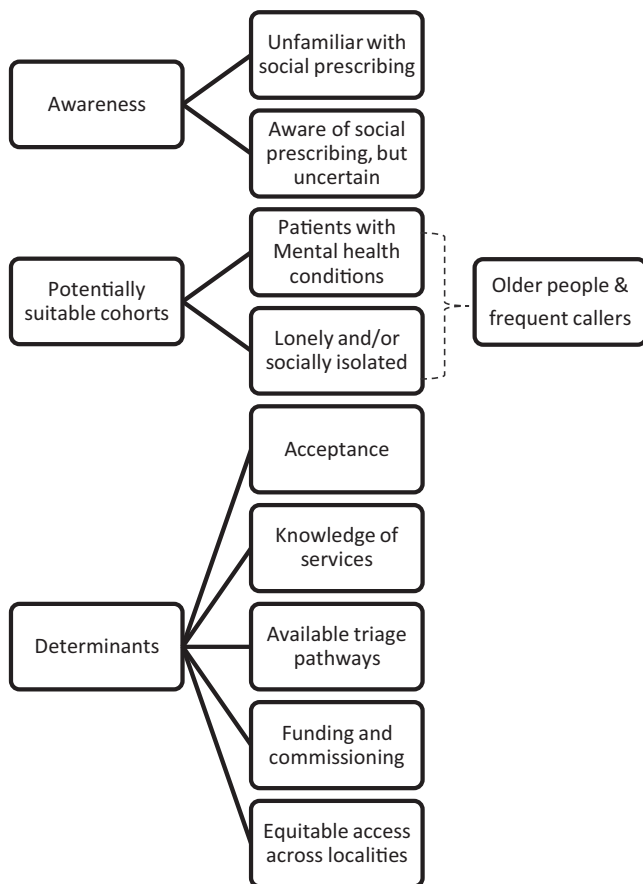 Awareness
Unfamiliar with
social prescribing
Aware of social
prescribing, but
uncertain
Potentially
suitable cohorts
Patients with
Mental health
conditions
Lonely and/or
socially isolated
Older people &
frequent callers
Determinants
Acceptance
Knowledge of
services
Available triage
pathways
Funding and
commissioning
Equitable access
across localities